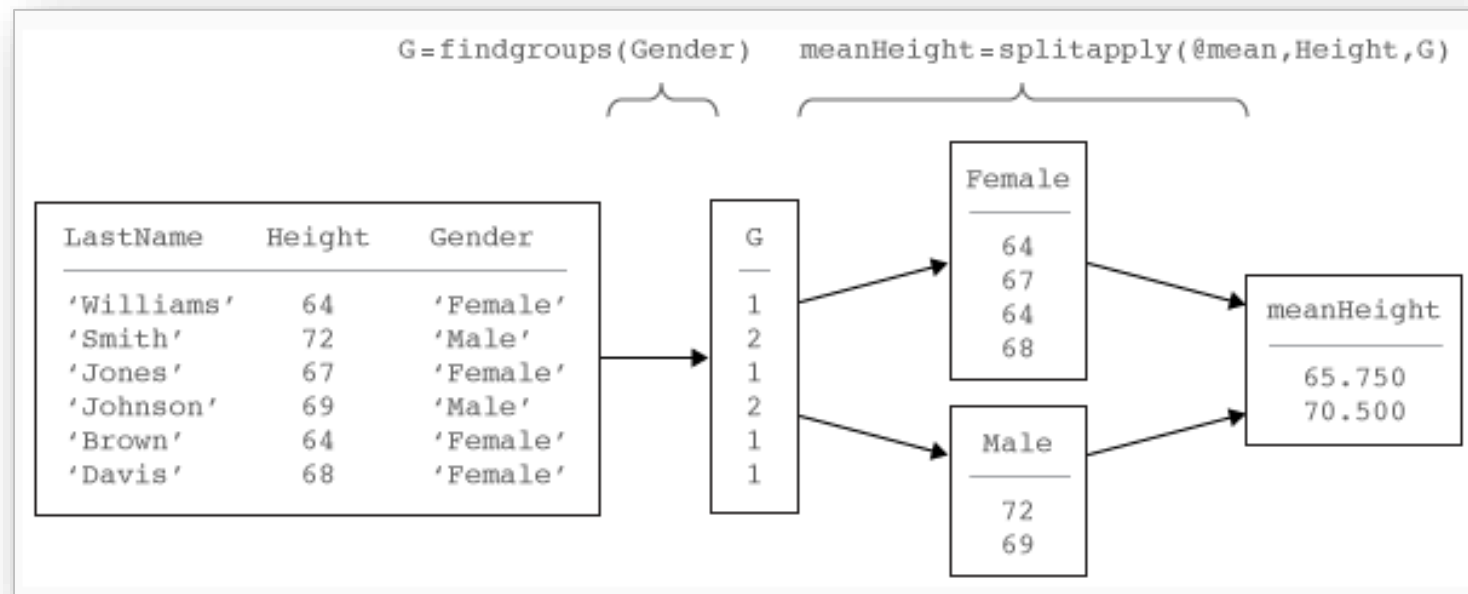 G=findgroups(Gender)
meanHeight=splitapply(@mean,Height,G)
LastName Height Gender
‘Williams’ 64 ‘Female’
‘Smith’ 72 ‘Male’
‘Jones’ 67 ‘Female’
‘Johnson’ 69 ‘Male’
‘Brown’ 64 ‘Female’
‘Davis’ 68 ‘Female’
G
1
2
1
2
1
1
Female
64
67
64
68
Male
72
69
meanHeight
65.750
70.500